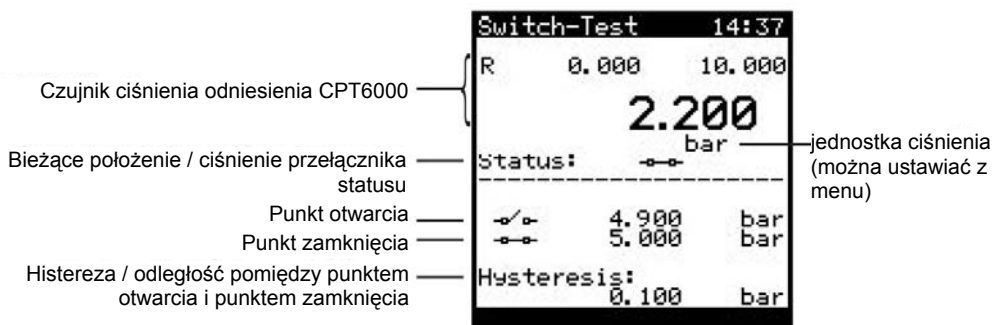 Switch-Test 14:37
R 0.000 10.000
Czujnik ciśnienia odniesienia CPT6000
2.200
bar
jednostka ciśnienia
(można ustawiać z
menu)
Bieżące położenie / ciśnienie przełącznika
statusu
Status:
Punkt otwarcia
4.900 bar
Punkt zamknięcia
5.000 bar
Histereza / odległość pomiędzy punktem
otwarcia i punktem zamknięcia
Hysteresis:
0.100 bar